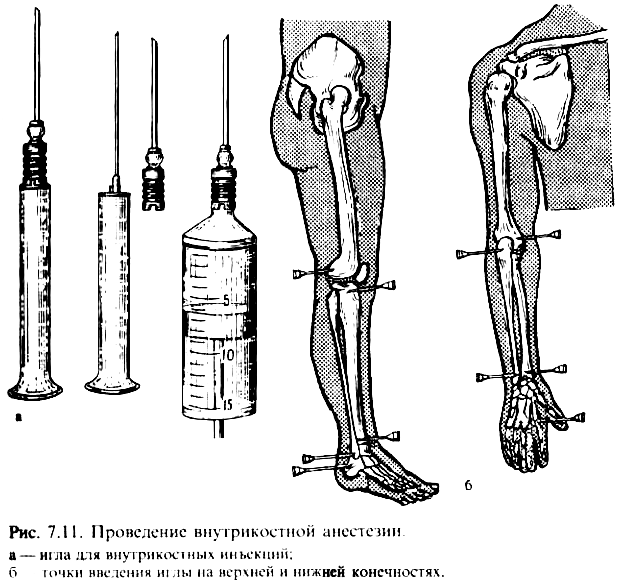 5
10
15
а
б
Рис. 7.11. Проведение внутрикостной анестезии.
а — игла для внутрикостных инъекций;
б точки введения иглы на верхней и нижней конечностях.